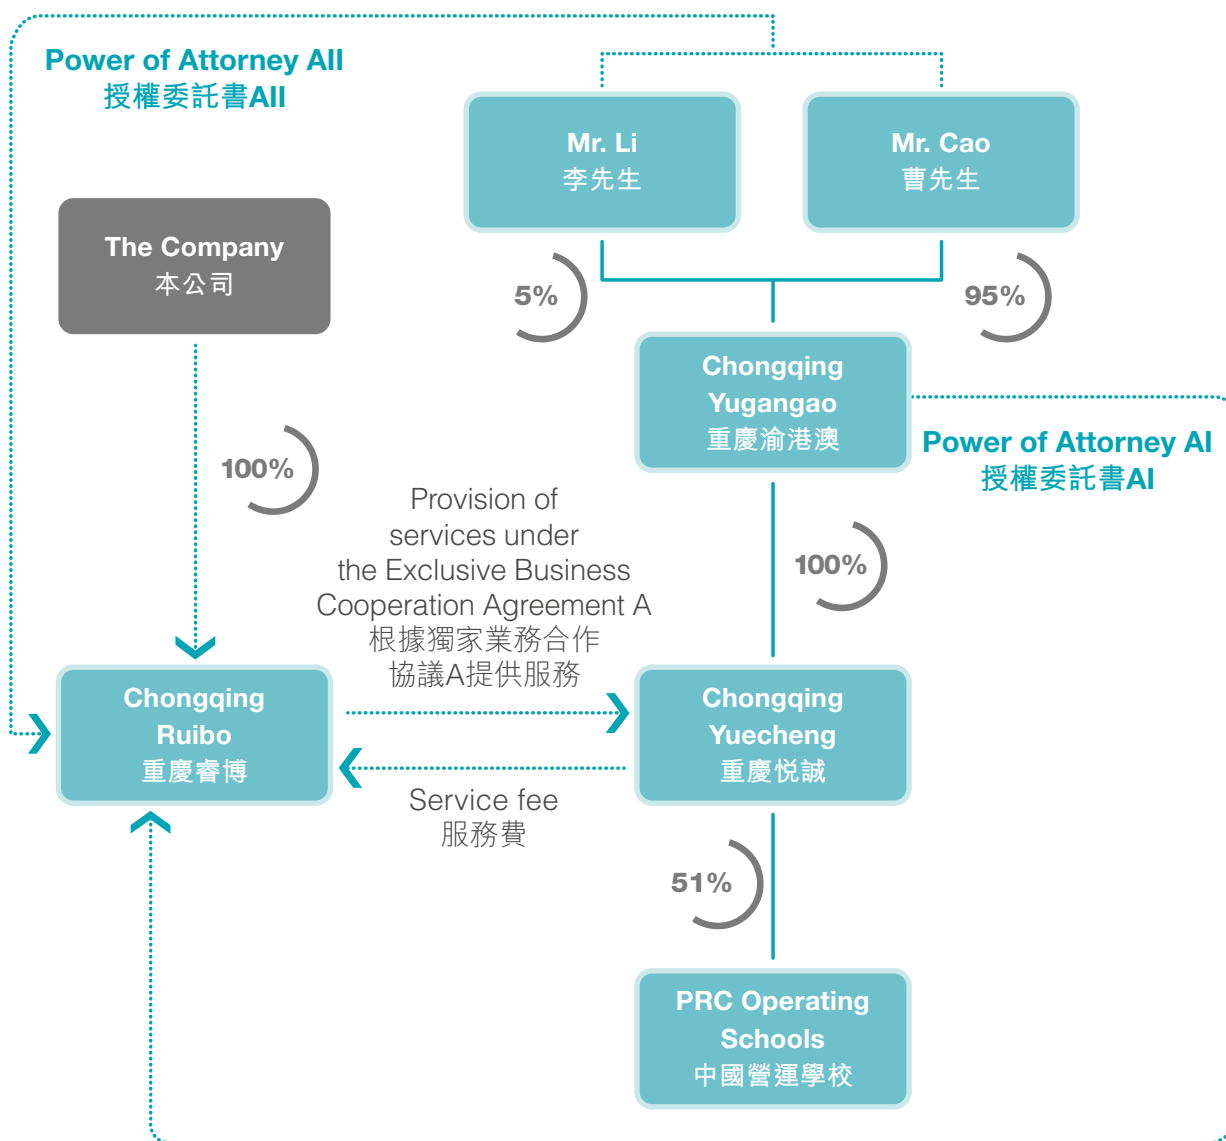 Power of Attorney AII
授權委託書AII
Mr. Li
李先生
Mr. Cao
曹先生
The Company
本公司
5%
95%
Chongqing
Yugangao
重慶渝港澳
Power of Attorney AI
授權委託書AI
100%
Provision of
services under
the Exclusive Business
Cooperation Agreement A
根據獨家業務合作
協議A提供服務
100%
Chongqing
Ruibo
重慶睿博
Chongqing
Yuecheng
重慶悦誠
Service fee
服務費
51%
PRC Operating
Schools
中國營運學校